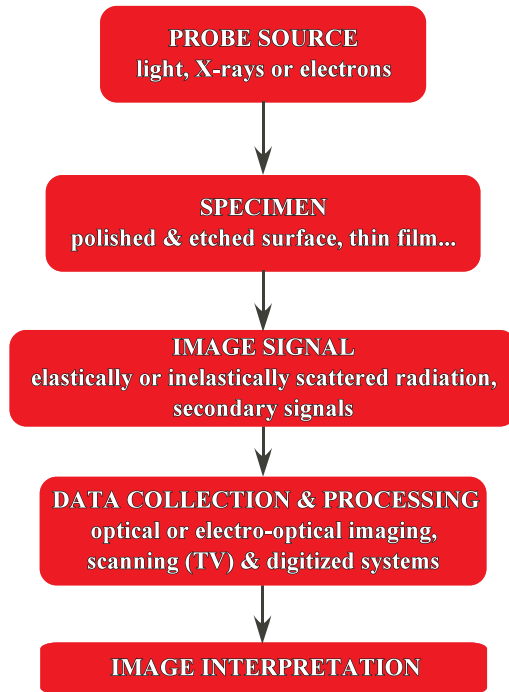 PROBE SOURCE
light, X-rays or electrons
SPECIMEN
polished & etched surface, thin film...
IMAGE SIGNAL
elastically or inelastically scattered radiation,
secondary signals
DATA COLLECTION & PROCESSING
optical or electro-optical imaging,
scanning (TV) & digitized systems
IMAGE INTERPRETATION